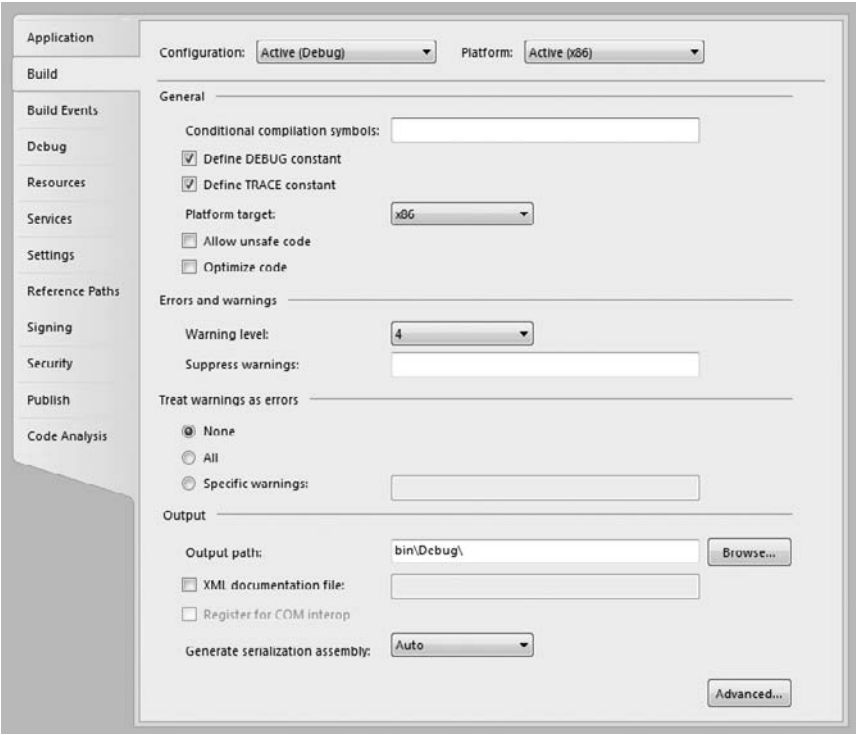 Application
Build
Build Events
Debug
Resources
Services
Settings
Reference Paths
Signing
Security
Publish
Code Analysis
Configuration: Active (Debug) Platform: Active (x86)
General
Conditional compilation symbols:
Define DEBUG constant
Define TRACE constant
Platform target: x86
Allow unsafe code
Optimize code
Errors and warnings
Warning level: 4
Suppress warnings:
Treat warnings as errors
None
All
Specific warnings:
Output
Output path: bin\Debug\ Browse...
XML documentation file:
Register for COM interop
Generate serialization assembly: Auto
Advanced...